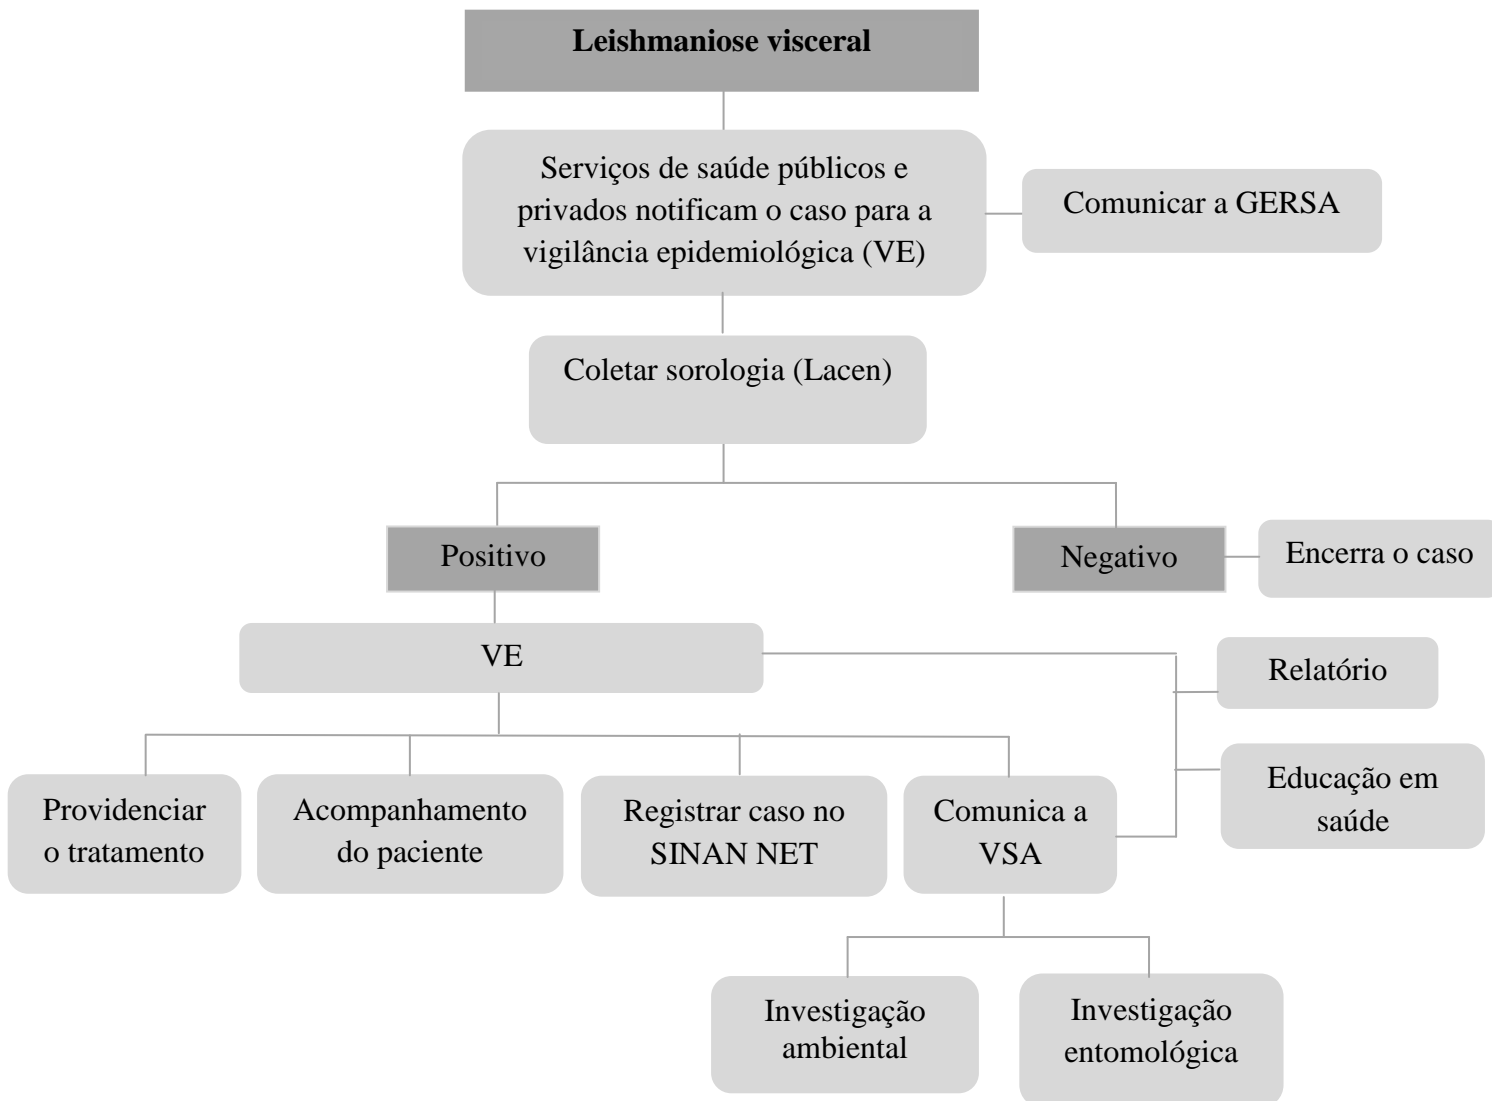 Leishmaniose visceral
Serviços de saúde públicos e
privados notificam o caso para a
vigilância epidemiológica (VE)
Comunicar a GERSA
Coletar sorologia (Lacen)
Positivo
Negativo
Encerra o caso
VE
Relatório
Educação em
saúde
Providenciar
o tratamento
Acompanhamento
do paciente
Registrar caso no
SINAN NET
Comunica a
VSA
Investigação
ambiental
Investigação
entomológica